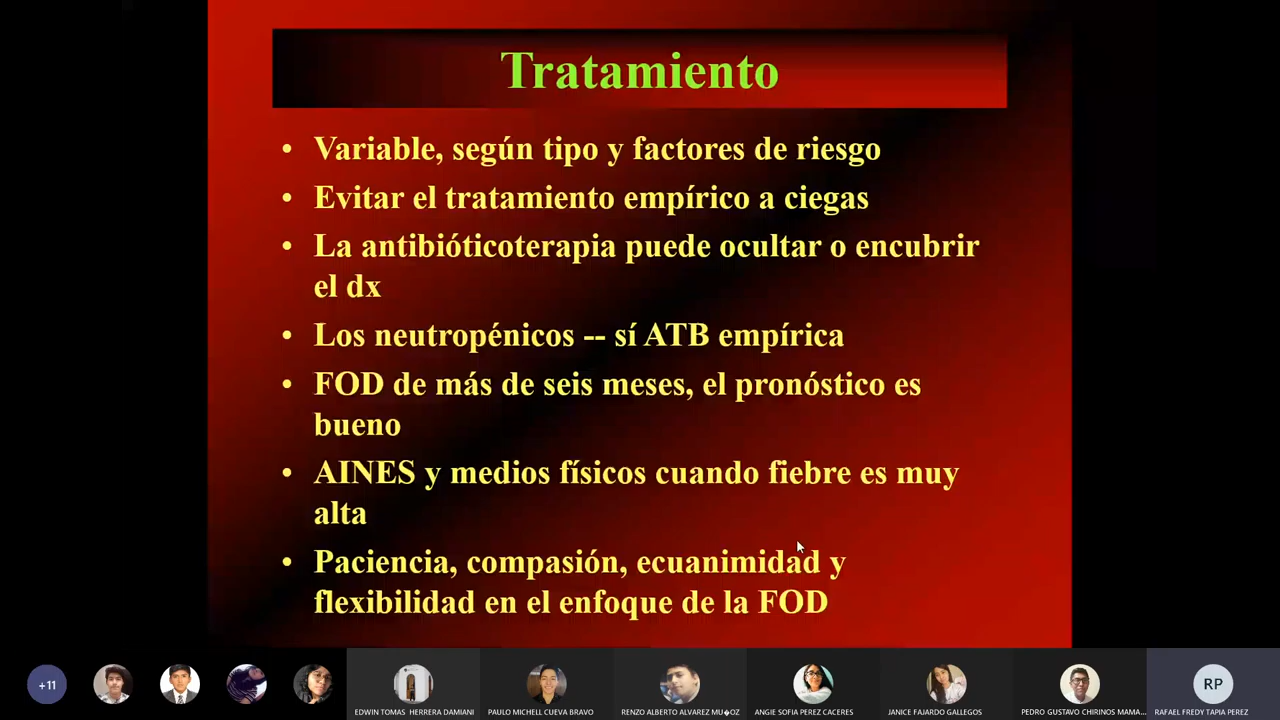 Tratamiento
• Variable, según tipo y factores de riesgo
• Evitar el tratamiento empírico a ciegas
• La antibióticoterapia puede ocultar o encubrir
el dx
• Los neutropénicos -- sí ATB empírica
• FOD de más de seis meses, el pronóstico es
bueno
• AINES y medios físicos cuando fiebre es muy
alta
• Paciencia, compasión, ecuanimidad y
flexibilidad en el enfoque de la FOD
+11
RP
EDWIN TOMAS HERRERA DAMIANI
PAULO MICHELL CUEVA BRAVO
RENZO ALBERTO ALVAREZ MU�OZ
ANGIE SOFIA PEREZ CACERES
JANICE FAJARDO GALLEGOS
PEDRO GUSTAVO CHIRINOS MAMA...
RAFAEL FREDY TAPIA PEREZ